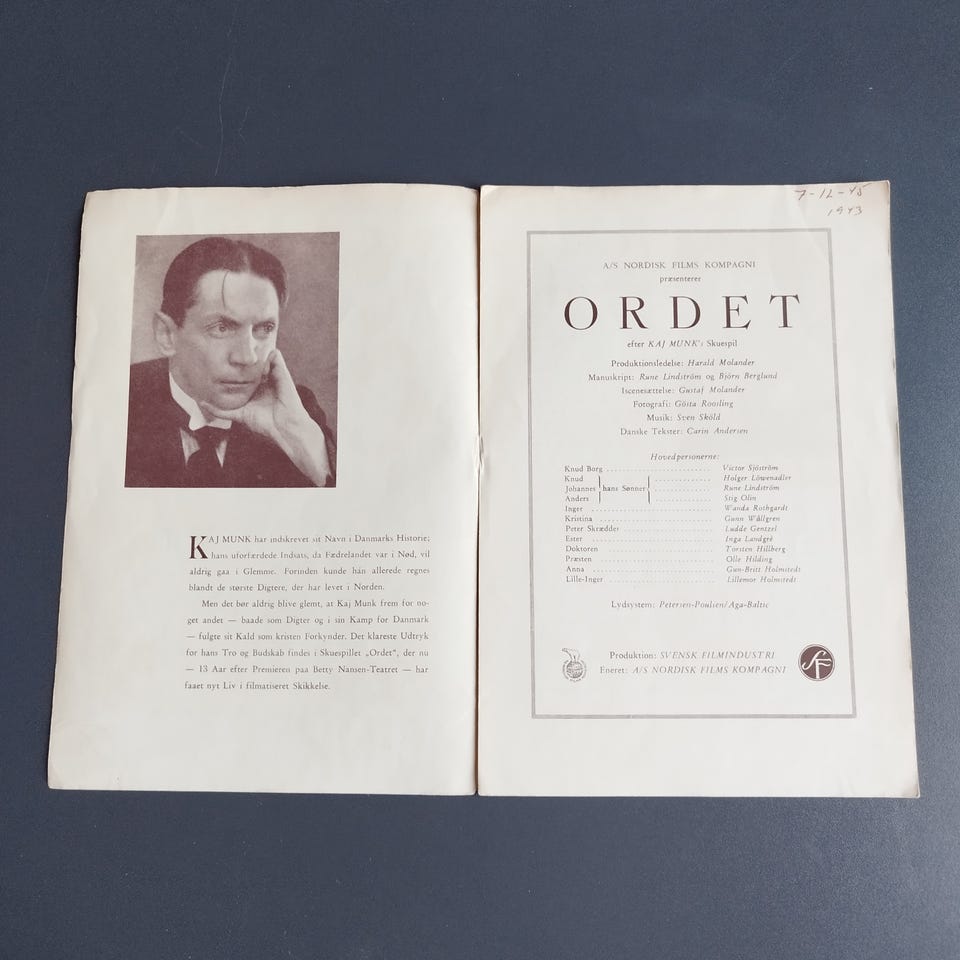 KAJ MUNK har indskrevet sit Navn i Danmarks Historie;
hans uforfærdede Indsats, da Fædrelandet var i Nød, vil
aldrig gaa i Glemme. Forinden kunde han allerede regnes
blandt de største Digtere, der har levet i Norden.
Men det bør aldrig blive glemt, at Kaj Munk frem for no-
get andet — baade som Digter og i sin Kamp for Danmark
— fulgte sit Kald som kristen Forkynder. Det klareste Udtryk
for hans Tro og Budskab findes i Skuespillet „Ordet“, der nu
— 13 Aar efter Premieren paa Betty Nansen-Teatret — har
faaet nyt Liv i filmatiseret Skikkelse.
7-12-45
1943
A/S NORDISK FILMS KOMPAGNI
præsenterer
ORDET
efter KAJ MUNK's Skuespil
Produktionsledelse: Harald Molander
Manuskript: Rune Lindström og Björn Berglund
Iscenesættelse: Gustaf Molander
Fotografi: Gösta Roosling
Musik: Sven Sköld
Danske Tekster: Carin Andersen
Hovedpersonerne:
Knud Borg .......................... Victor Sjöström
Knud .............. Holger Löwenadler
Johannes hans Sønner .............. Rune Lindström
Anders .............. Stig Olin
Inger .............................. Wanda Rothgardt
Kristina ........................... Gunn Wållgren
Peter Skrædder ..................... Ludde Gentzel
Ester .............................. Inga Landgré
Doktoren ........................... Torsten Hillberg
Præsten ............................ Olle Hilding
Anna ............................... Gun-Britt Holmstedt
Lille-Inger ........................ Lillemor Holmstedt
Lydsystem: Petersen-Poulsen/Aga-Baltic
Produktion: SVENSK FILMINDUSTRI
Eneret: A/S NORDISK FILMS KOMPAGNI
SF